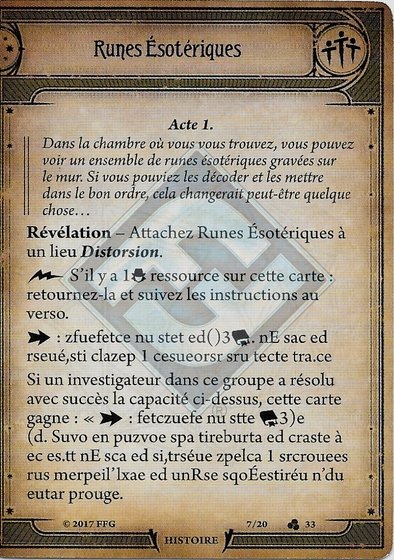 Runes Ésotériques
Acte 1.
Dans la chambre où vous vous trouvez, vous pouvez
voir un ensemble de runes ésotériques gravées sur
le mur. Si vous pouviez les décoder et les mettre
dans le bon ordre, cela changerait peut-être quelque
chose…
Révélation – Attachez Runes Ésotériques à
un lieu Distorsion.
S'il y a 1 ressource sur cette carte :
retournez-la et suivez les instructions au
verso.
: zfuefetce nu stet ed()3 . nE sac ed
rseué,sti clazep 1 cesueorsr sru tecte tra.ce
Si un investigateur dans ce groupe a résolu
avec succès la capacité ci-dessus, cette carte
gagne : « : fetczuefe nu stte 3)e
(d. Suvo en puzvoe spa tireburta ed craste à
ec es.tt nE sca ed si,trséue zpelca 1 srcrouees
rus merpeil'lxae ed unRse sqoÉestiréu n'du
eutar prouge.
© 2017 FFG 7/20 33
HISTOIRE
®